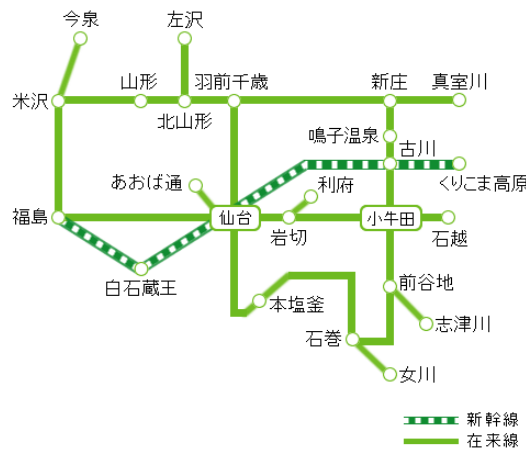 今泉
左沢
米沢
山形
北山形
羽前千歳
新庄
真室川
鳴子温泉
古川
くりこま高原
あおば通
利府
福島
仙台
岩切
小牛田
石越
白石蔵王
本塩釜
前谷地
志津川
石巻
女川
新幹線
在来線